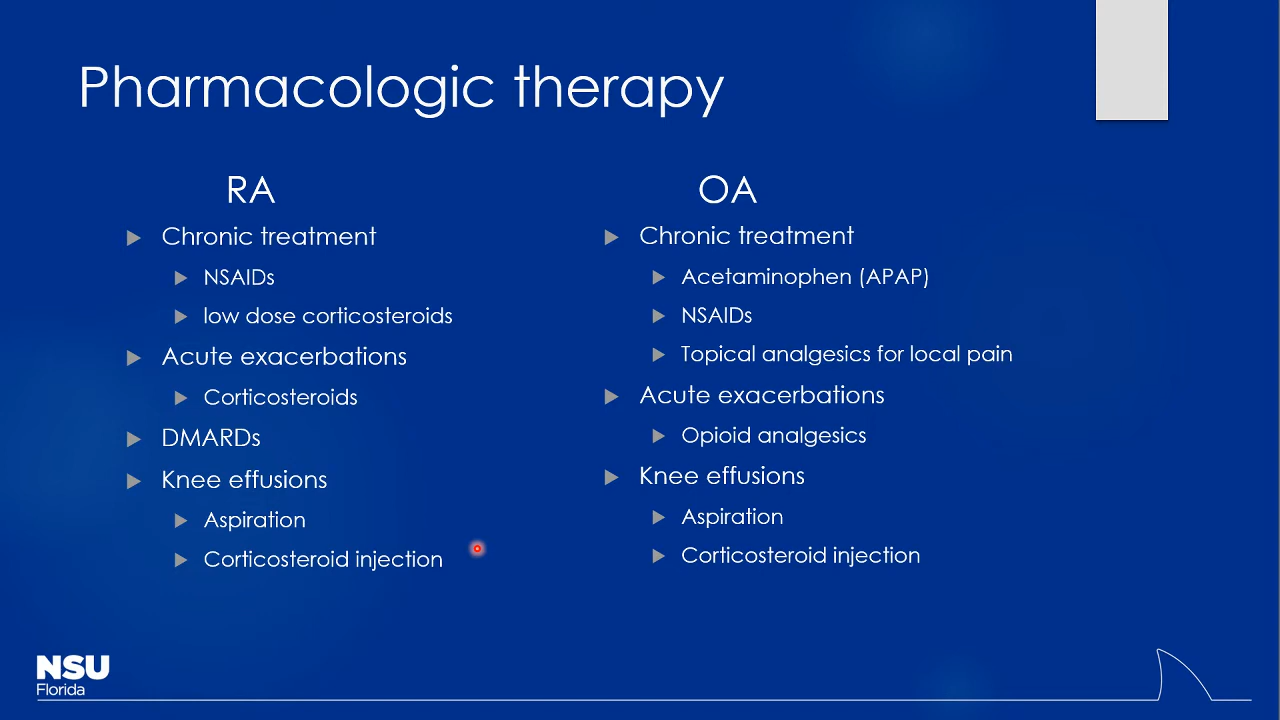 Pharmacologic therapy
RA
Chronic treatment
NSAIDs
low dose corticosteroids
Acute exacerbations
Corticosteroids
DMARDs
Knee effusions
Aspiration
Corticosteroid injection
OA
Chronic treatment
Acetaminophen (APAP)
NSAIDs
Topical analgesics for local pain
Acute exacerbations
Opioid analgesics
Knee effusions
Aspiration
Corticosteroid injection
NSU
Florida